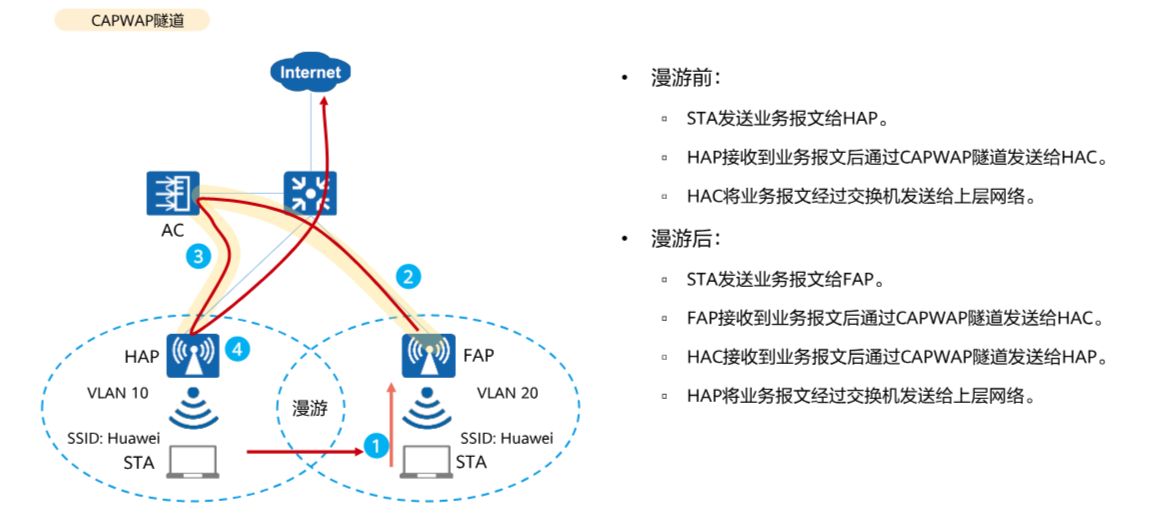 CAPWAP隧道
Internet
AC
3
2
HAP
4
FAP
VLAN 10
VLAN 20
漫游
SSID: Huawei
SSID: Huawei
1
STA
STA
• 漫游前：
▫ STA发送业务报文给HAP。
▫ HAP接收到业务报文后通过CAPWAP隧道发送给HAC。
▫ HAC将业务报文经过交换机发送给上层网络。
• 漫游后：
▫ STA发送业务报文给FAP。
▫ FAP接收到业务报文后通过CAPWAP隧道发送给HAC。
▫ HAC接收到业务报文后通过CAPWAP隧道发送给HAP。
▫ HAP将业务报文经过交换机发送给上层网络。